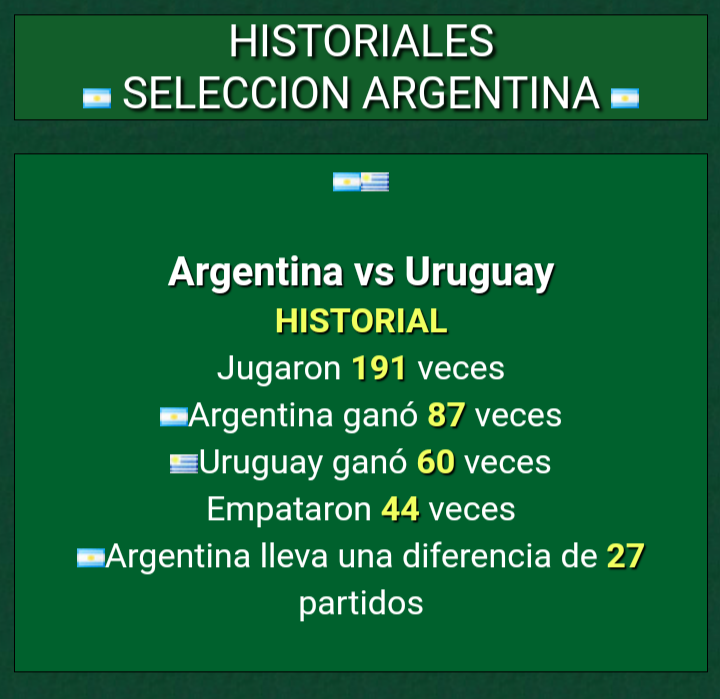 HISTORIALES
SELECCION ARGENTINA
Argentina vs Uruguay
HISTORIAL
Jugaron 191 veces
Argentina ganó 87 veces
Uruguay ganó 60 veces
Empataron 44 veces
Argentina lleva una diferencia de 27
partidos